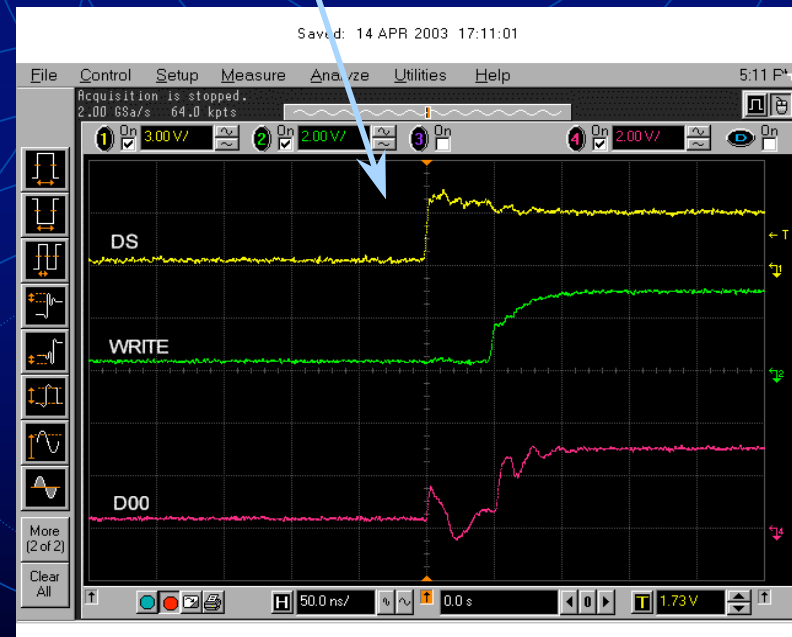 Saved: 14 APR 2003 17:11:01
File Control Setup Measure Analyze Utilities Help 5:11
Acquisition is stopped.
2.00 GSa/s 64.0 kpts
1 On 3.00 V/ 2 On 2.00 V/ 3 On 4 On 2.00 V/ D On
DS
T
1
WRITE
2
D00
4
More
(2 of 2)
Clear
All
H 50.0 ns/ 0.0 s 0 T 1.73 V